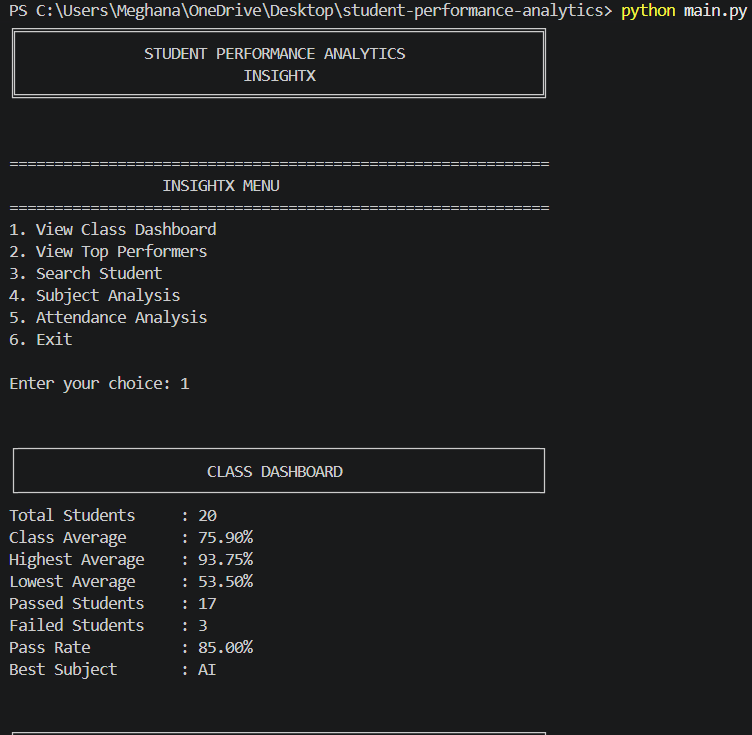 PS C:\Users\Meghana\OneDrive\Desktop\student-performance-analytics> python main.py
STUDENT PERFORMANCE ANALYTICS
INSIGHTX
============================================================
INSIGHTX MENU
============================================================
1. View Class Dashboard
2. View Top Performers
3. Search Student
4. Subject Analysis
5. Attendance Analysis
6. Exit
Enter your choice: 1
CLASS DASHBOARD
Total Students : 20
Class Average : 75.90%
Highest Average : 93.75%
Lowest Average : 53.50%
Passed Students : 17
Failed Students : 3
Pass Rate : 85.00%
Best Subject : AI